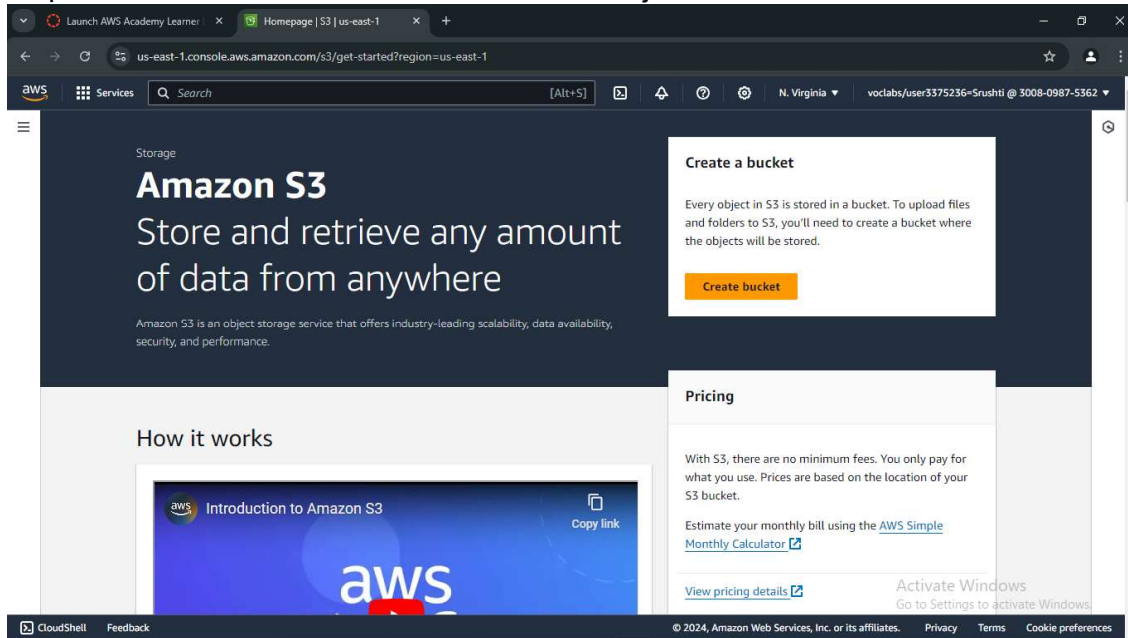 Launch AWS Academy Learner
Homepage | S3 | us-east-1
us-east-1.console.aws.amazon.com/s3/get-started?region=us-east-1
aws
Services
Search
[Alt+S]
N. Virginia
voclabs/user3375236=Srushti @ 3008-0987-5362
Storage
Amazon S3
Store and retrieve any amount
of data from anywhere
Amazon S3 is an object storage service that offers industry-leading scalability, data availability,
security, and performance.
Create a bucket
Every object in S3 is stored in a bucket. To upload files
and folders to S3, you'll need to create a bucket where
the objects will be stored.
Create bucket
How it works
aws
Introduction to Amazon S3
Copy link
aws
Pricing
With S3, there are no minimum fees. You only pay for
what you use. Prices are based on the location of your
S3 bucket.
Estimate your monthly bill using the AWS Simple
Monthly Calculator
View pricing details
Activate Windows
Go to Settings to activate Windows.
CloudShell
Feedback
© 2024, Amazon Web Services, Inc. or its affiliates.
Privacy
Terms
Cookie preferences